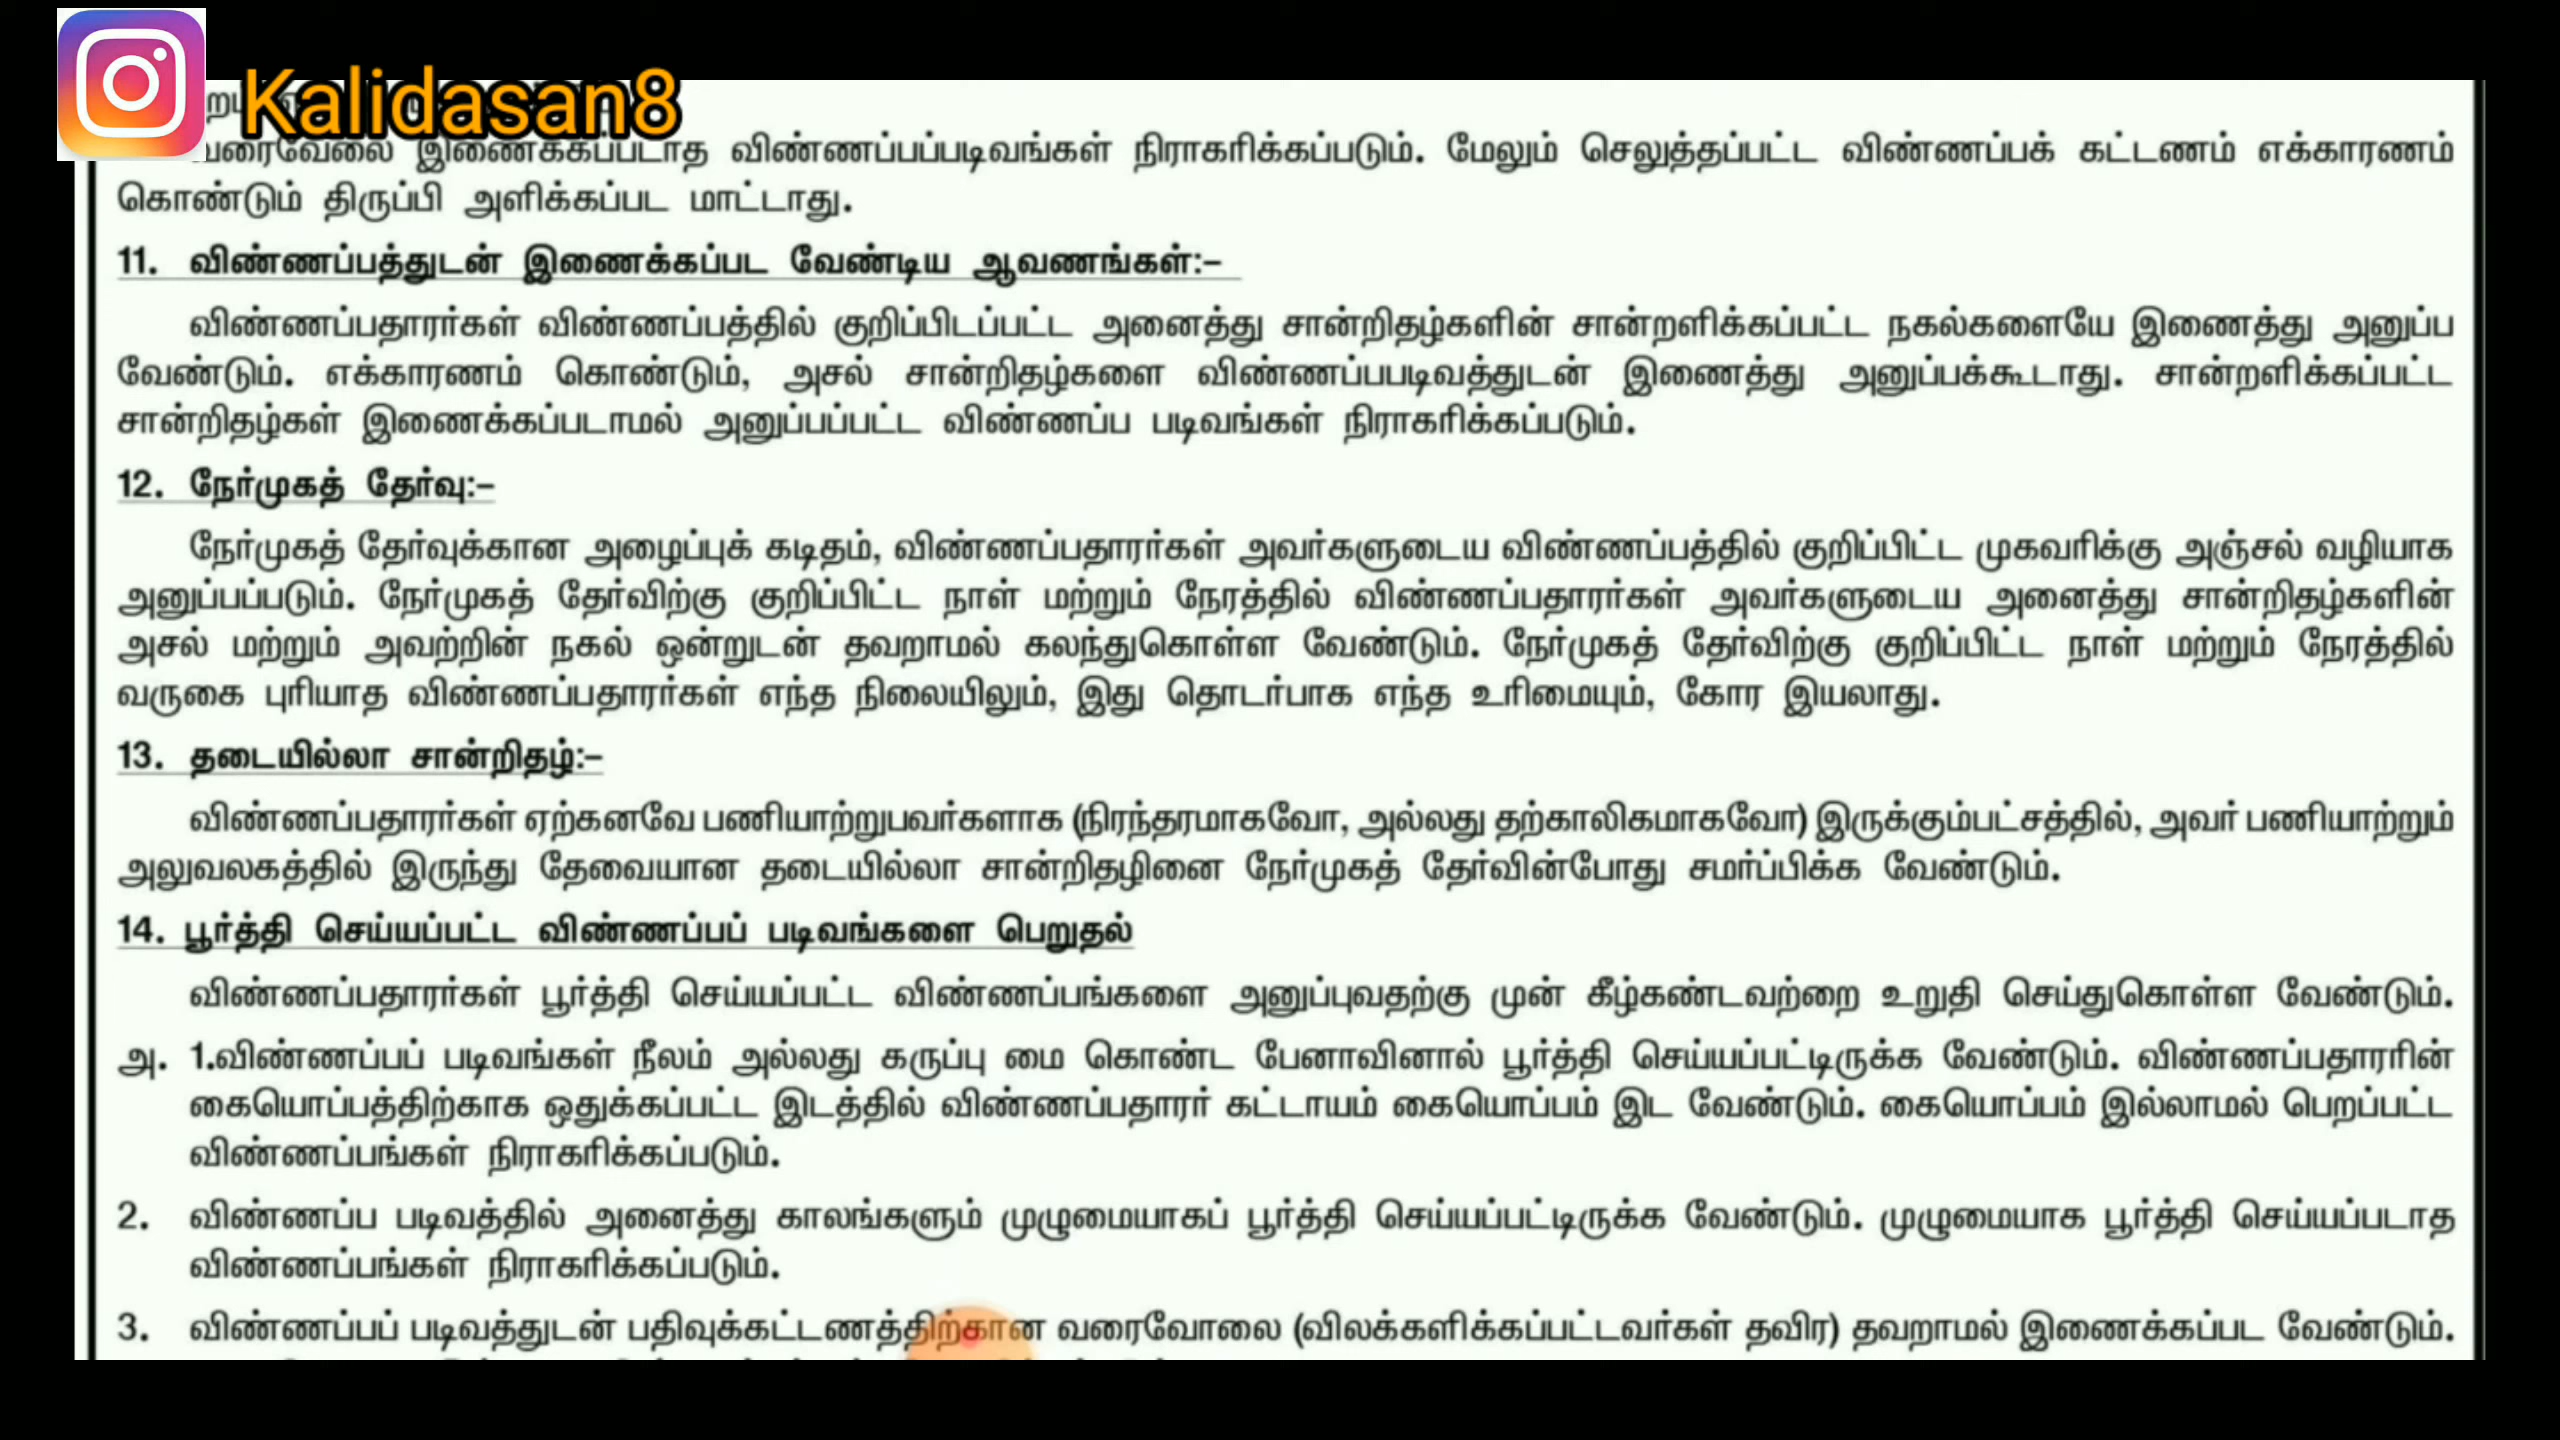 Kalidasan8
இணைக்கப்படாத விண்ணப்பப்படிவங்கள் நிராகரிக்கப்படும். மேலும் செலுத்தப்பட்ட விண்ணப்பக் கட்டணம் எக்காரணம்
கொண்டும் திருப்பி அளிக்கப்பட மாட்டாது.
11. விண்ணப்பத்துடன் இணைக்கப்பட வேண்டிய ஆவணங்கள்:–
விண்ணப்பதாரர்கள் விண்ணப்பத்தில் குறிப்பிடப்பட்ட அனைத்து சான்றிதழ்களின் சான்றளிக்கப்பட்ட நகல்களையே இணைத்து அனுப்ப
வேண்டும். எக்காரணம் கொண்டும், அசல் சான்றிதழ்களை விண்ணப்பபடிவத்துடன் இணைத்து அனுப்பக்கூடாது. சான்றளிக்கப்பட்ட
சான்றிதழ்கள் இணைக்கப்படாமல் அனுப்பப்பட்ட விண்ணப்ப படிவங்கள் நிராகரிக்கப்படும்.
12. நேர்முகத் தேர்வு:–
நேர்முகத் தேர்வுக்கான அழைப்புக் கடிதம், விண்ணப்பதாரர்கள் அவர்களுடைய விண்ணப்பத்தில் குறிப்பிட்ட முகவரிக்கு அஞ்சல் வழியாக
அனுப்பப்படும். நேர்முகத் தேர்விற்கு குறிப்பிட்ட நாள் மற்றும் நேரத்தில் விண்ணப்பதாரர்கள் அவர்களுடைய அனைத்து சான்றிதழ்களின்
அசல் மற்றும் அவற்றின் நகல் ஒன்றுடன் தவறாமல் கலந்துகொள்ள வேண்டும். நேர்முகத் தேர்விற்கு குறிப்பிட்ட நாள் மற்றும் நேரத்தில்
வருகை புரியாத விண்ணப்பதாரர்கள் எந்த நிலையிலும், இது தொடர்பாக எந்த உரிமையும், கோர இயலாது.
13. தடையில்லா சான்றிதழ்:–
விண்ணப்பதாரர்கள் ஏற்கனவே பணியாற்றுபவர்களாக (நிரந்தரமாகவோ, அல்லது தற்காலிகமாகவோ) இருக்கும்பட்சத்தில், அவர் பணியாற்றும்
அலுவலகத்தில் இருந்து தேவையான தடையில்லா சான்றிதழினை நேர்முகத் தேர்வின்போது சமர்ப்பிக்க வேண்டும்.
14. பூர்த்தி செய்யப்பட்ட விண்ணப்பப் படிவங்களை பெறுதல்
விண்ணப்பதாரர்கள் பூர்த்தி செய்யப்பட்ட விண்ணப்பங்களை அனுப்புவதற்கு முன் கீழ்கண்டவற்றை உறுதி செய்துகொள்ள வேண்டும்.
அ. 1.விண்ணப்பப் படிவங்கள் நீலம் அல்லது கருப்பு மை கொண்ட பேனாவினால் பூர்த்தி செய்யப்பட்டிருக்க வேண்டும். விண்ணப்பதாரரின்
கையொப்பத்திற்காக ஒதுக்கப்பட்ட இடத்தில் விண்ணப்பதாரர் கட்டாயம் கையொப்பம் இட வேண்டும். கையொப்பம் இல்லாமல் பெறப்பட்ட
விண்ணப்பங்கள் நிராகரிக்கப்படும்.
2. விண்ணப்ப படிவத்தில் அனைத்து காலங்களும் முழுமையாகப் பூர்த்தி செய்யப்பட்டிருக்க வேண்டும். முழுமையாக பூர்த்தி செய்யப்படாத
விண்ணப்பங்கள் நிராகரிக்கப்படும்.
3. விண்ணப்பப் படிவத்துடன் பதிவுக்கட்டணத்திற்கான வரைவோலை (விலக்களிக்கப்பட்டவர்கள் தவிர) தவறாமல் இணைக்கப்பட வேண்டும்.